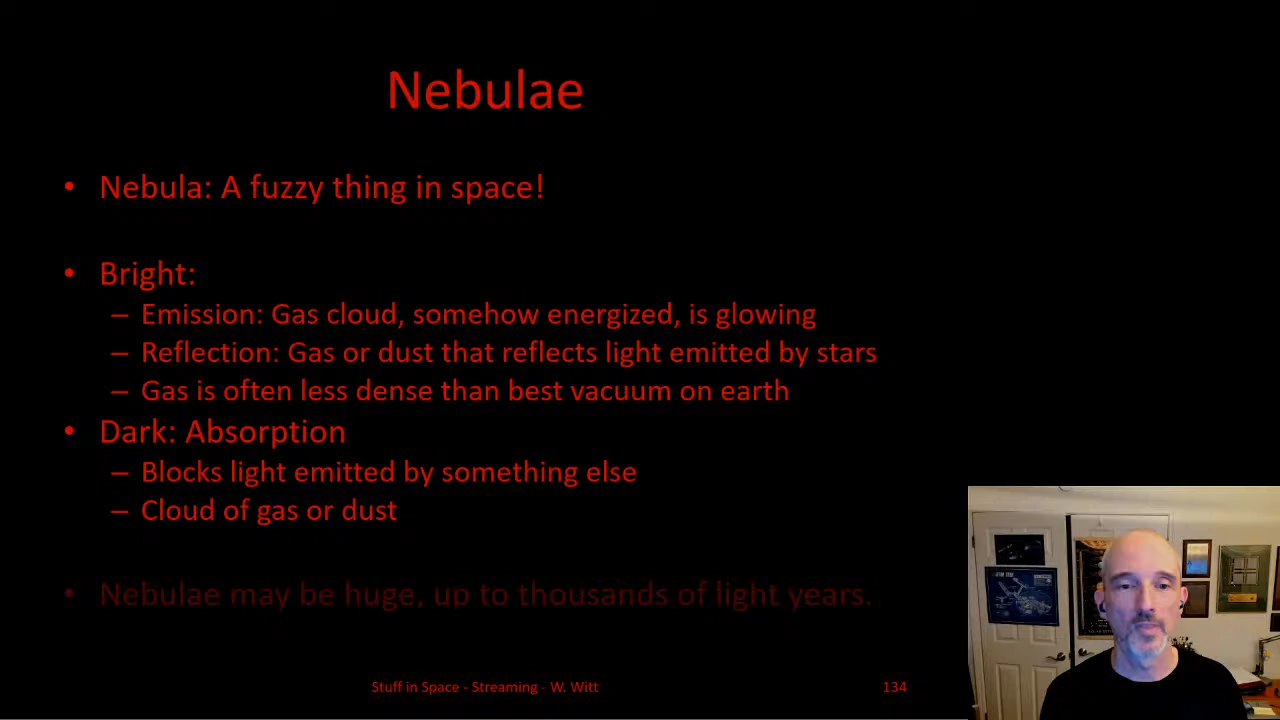 Nebulae
• Nebula: A fuzzy thing in space!
• Bright:
– Emission: Gas cloud, somehow energized, is glowing
– Reflection: Gas or dust that reflects light emitted by stars
– Gas is often less dense than best vacuum on earth
• Dark: Absorption
– Blocks light emitted by something else
– Cloud of gas or dust
• Nebulae may be huge, up to thousands of light years.
Stuff in Space - Streaming - W. Witt
134